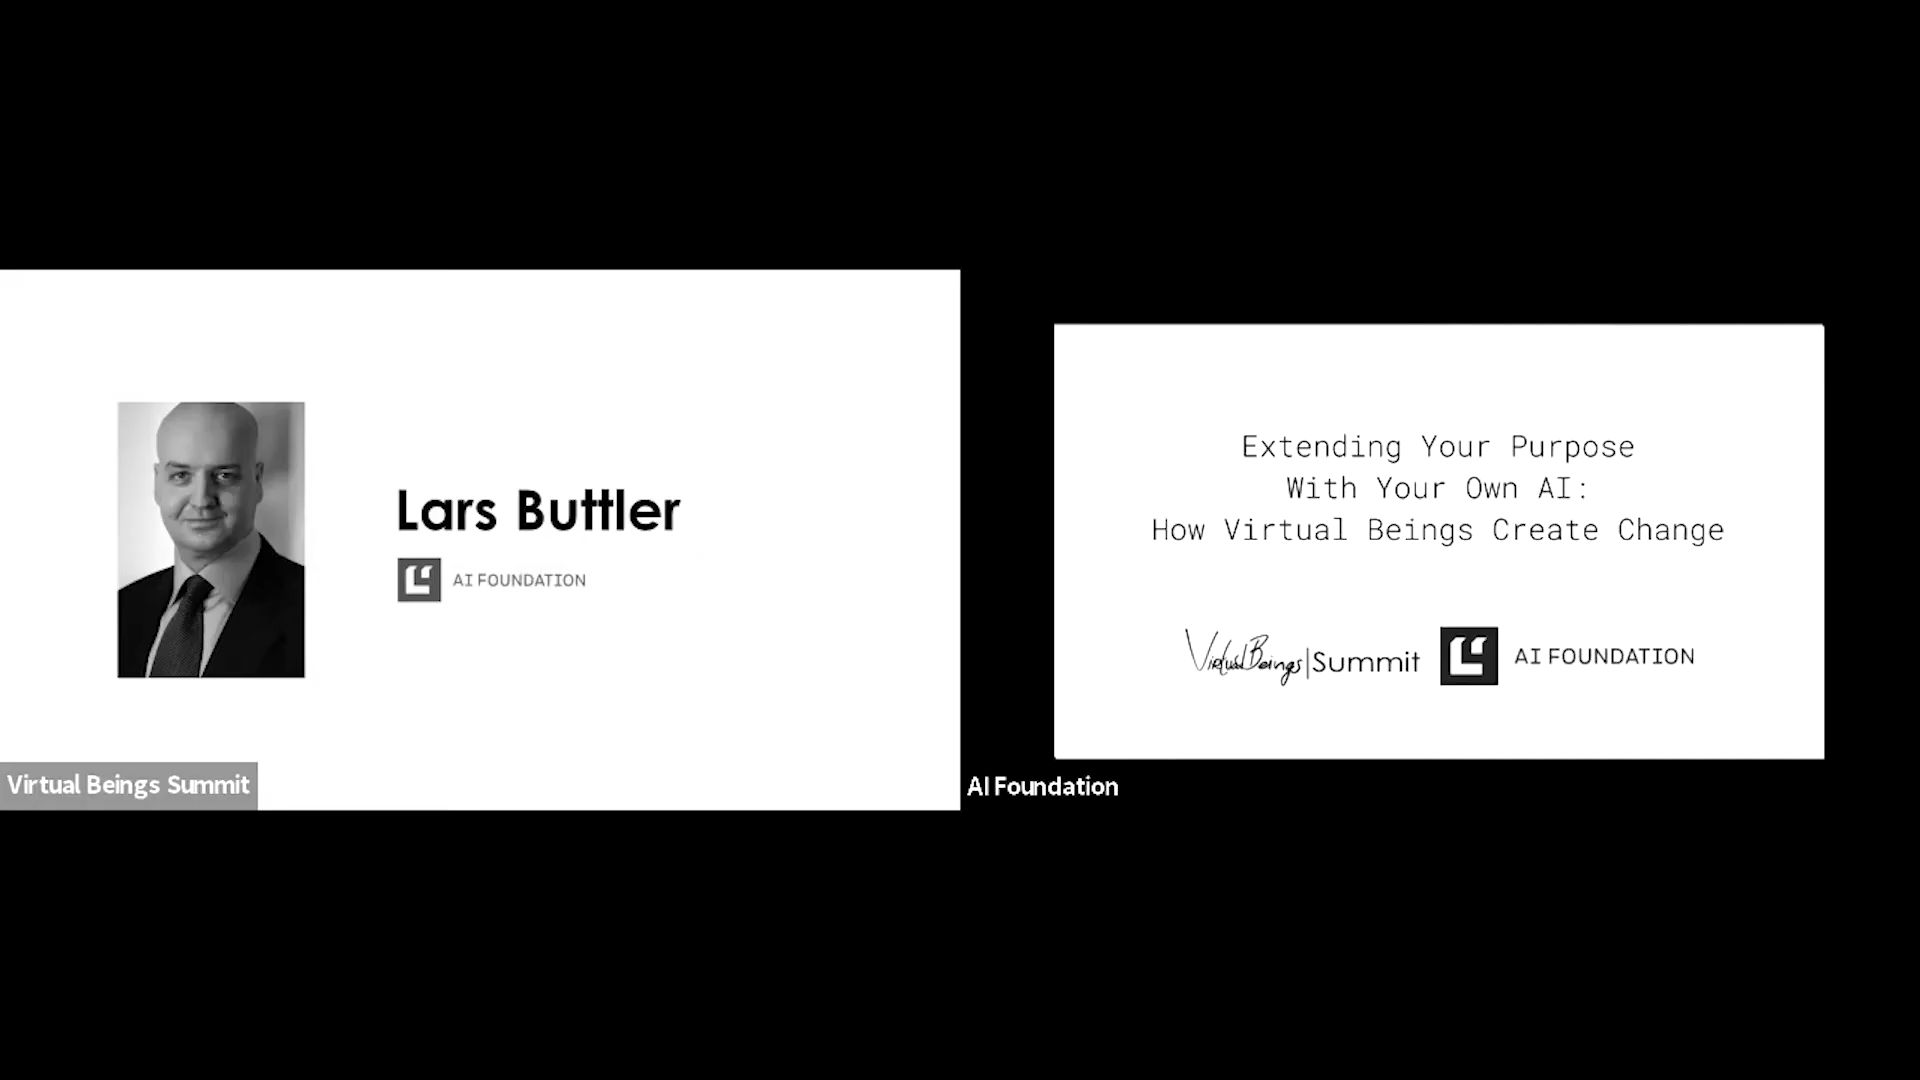 Lars Buttler
AI FOUNDATION
Virtual Beings Summit
Extending Your Purpose
With Your Own AI:
How Virtual Beings Create Change
Virtual Beings|Summit
AI FOUNDATION
AI Foundation